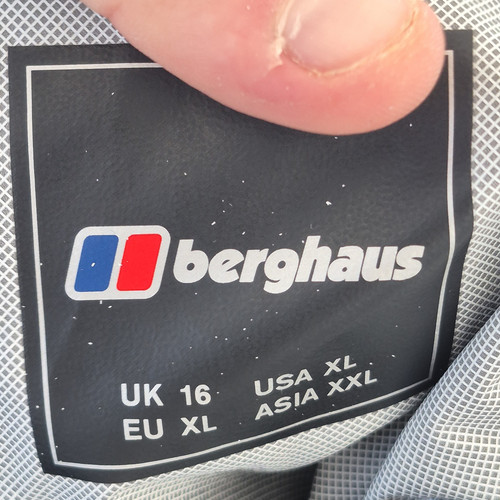 berghaus
UK 16 USA XL
EU XL ASIA XXL